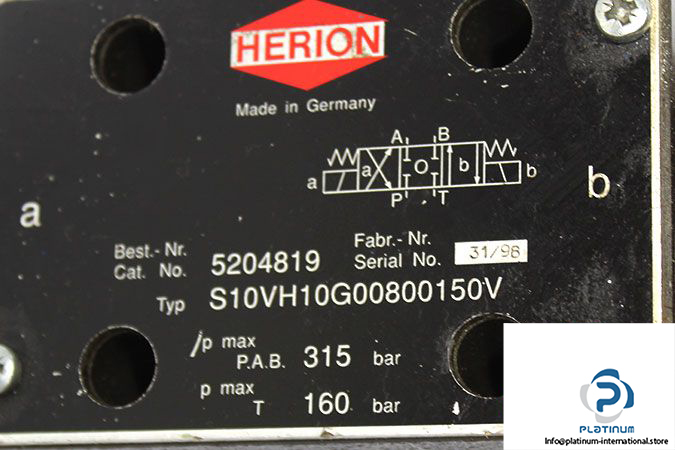 HERION
Made in Germany
A B
a a O b b
P T
a b
Best.- Nr. Fabr.- Nr.
Cat. No. 5204819 Serial No. 31/98
Typ S10VH10G00800150V
p max
P.A.B. 315 bar
p max
T 160 bar
PLATINUM
Info@platinum-international.store